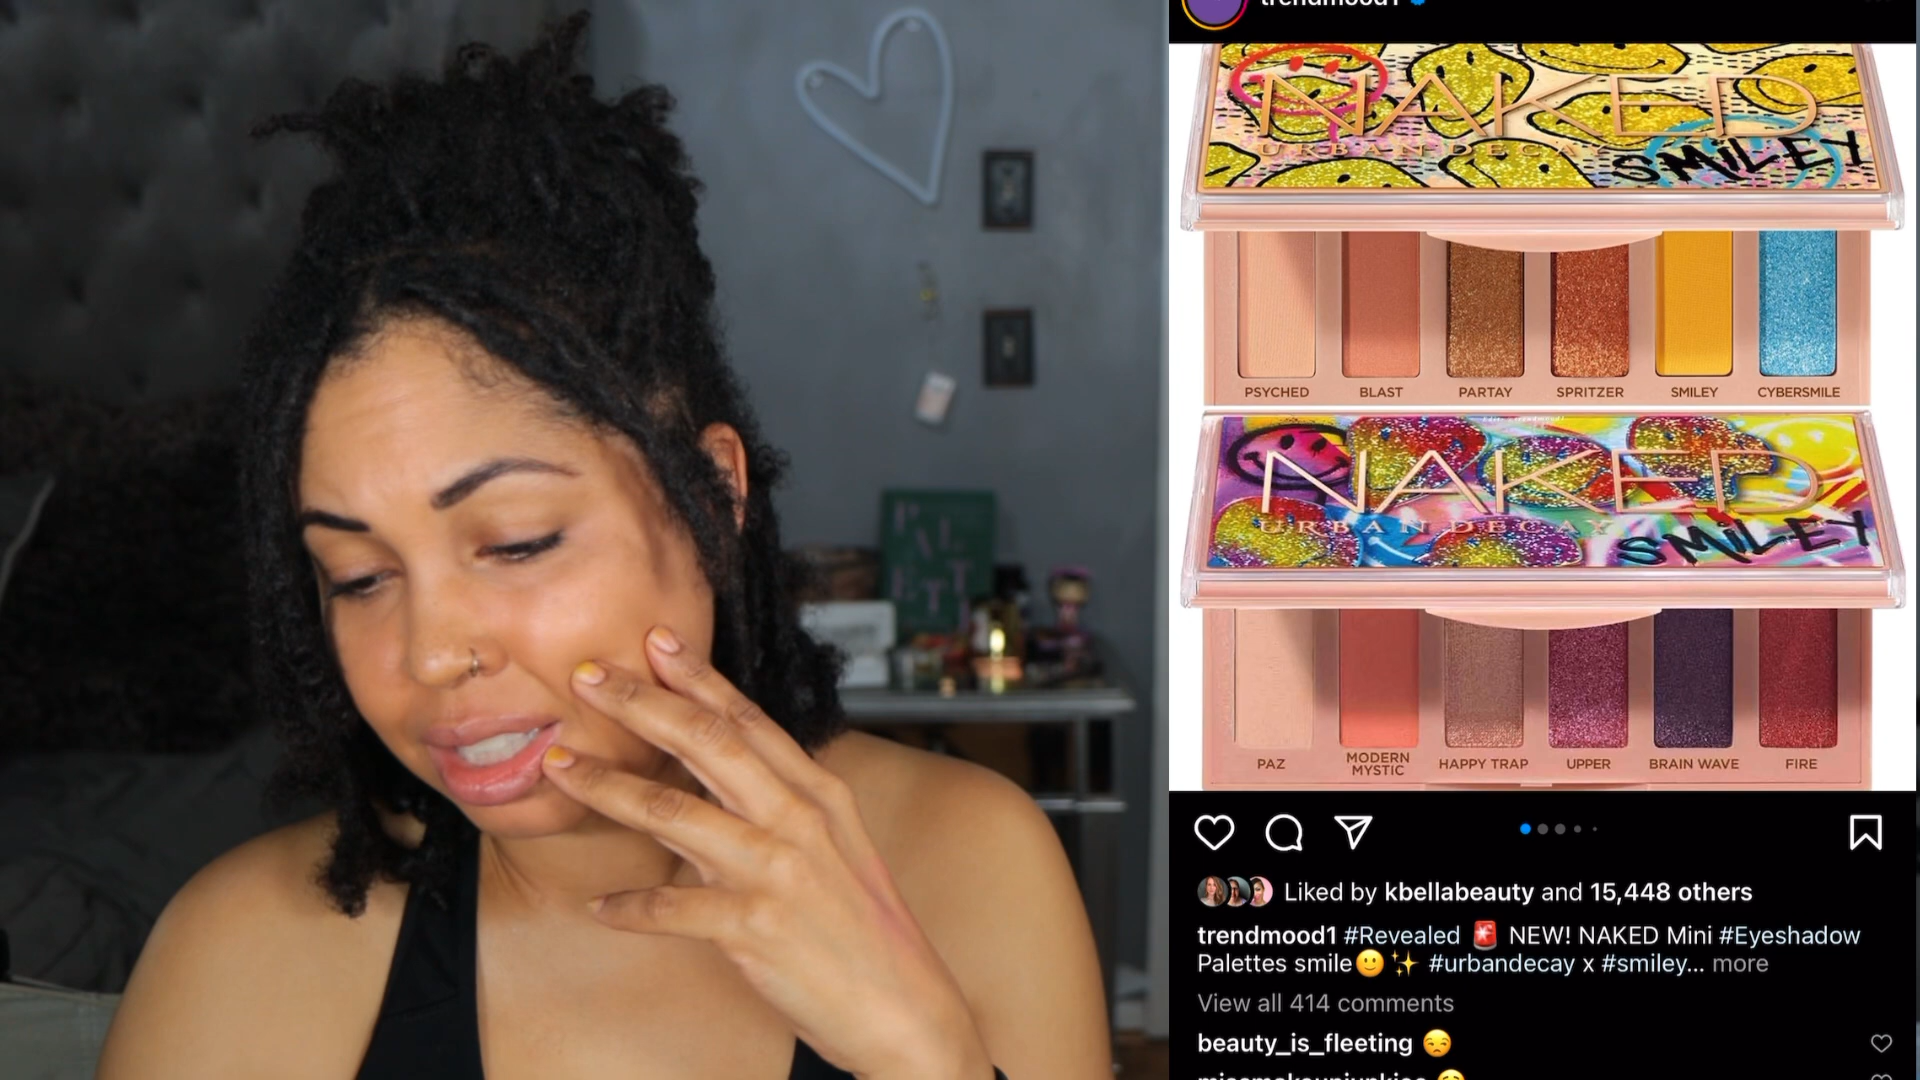 trendmood1
NAKED
URBAN DECAY
SMiLEY
PSYCHED BLAST PARTAY SPRITZER SMILEY CYBERSMILE
NAKED
URBAN DECAY
SMiLEY
PAZ MODERN MYSTIC HAPPY TRAP UPPER BRAIN WAVE FIRE
PALETTE
Liked by kbellabeauty and 15,448 others
trendmood1 #Revealed 🚨 NEW! NAKED Mini #Eyeshadow
Palettes smile🙂✨ #urbandecay x #smiley... more
View all 414 comments
beauty_is_fleeting 😒